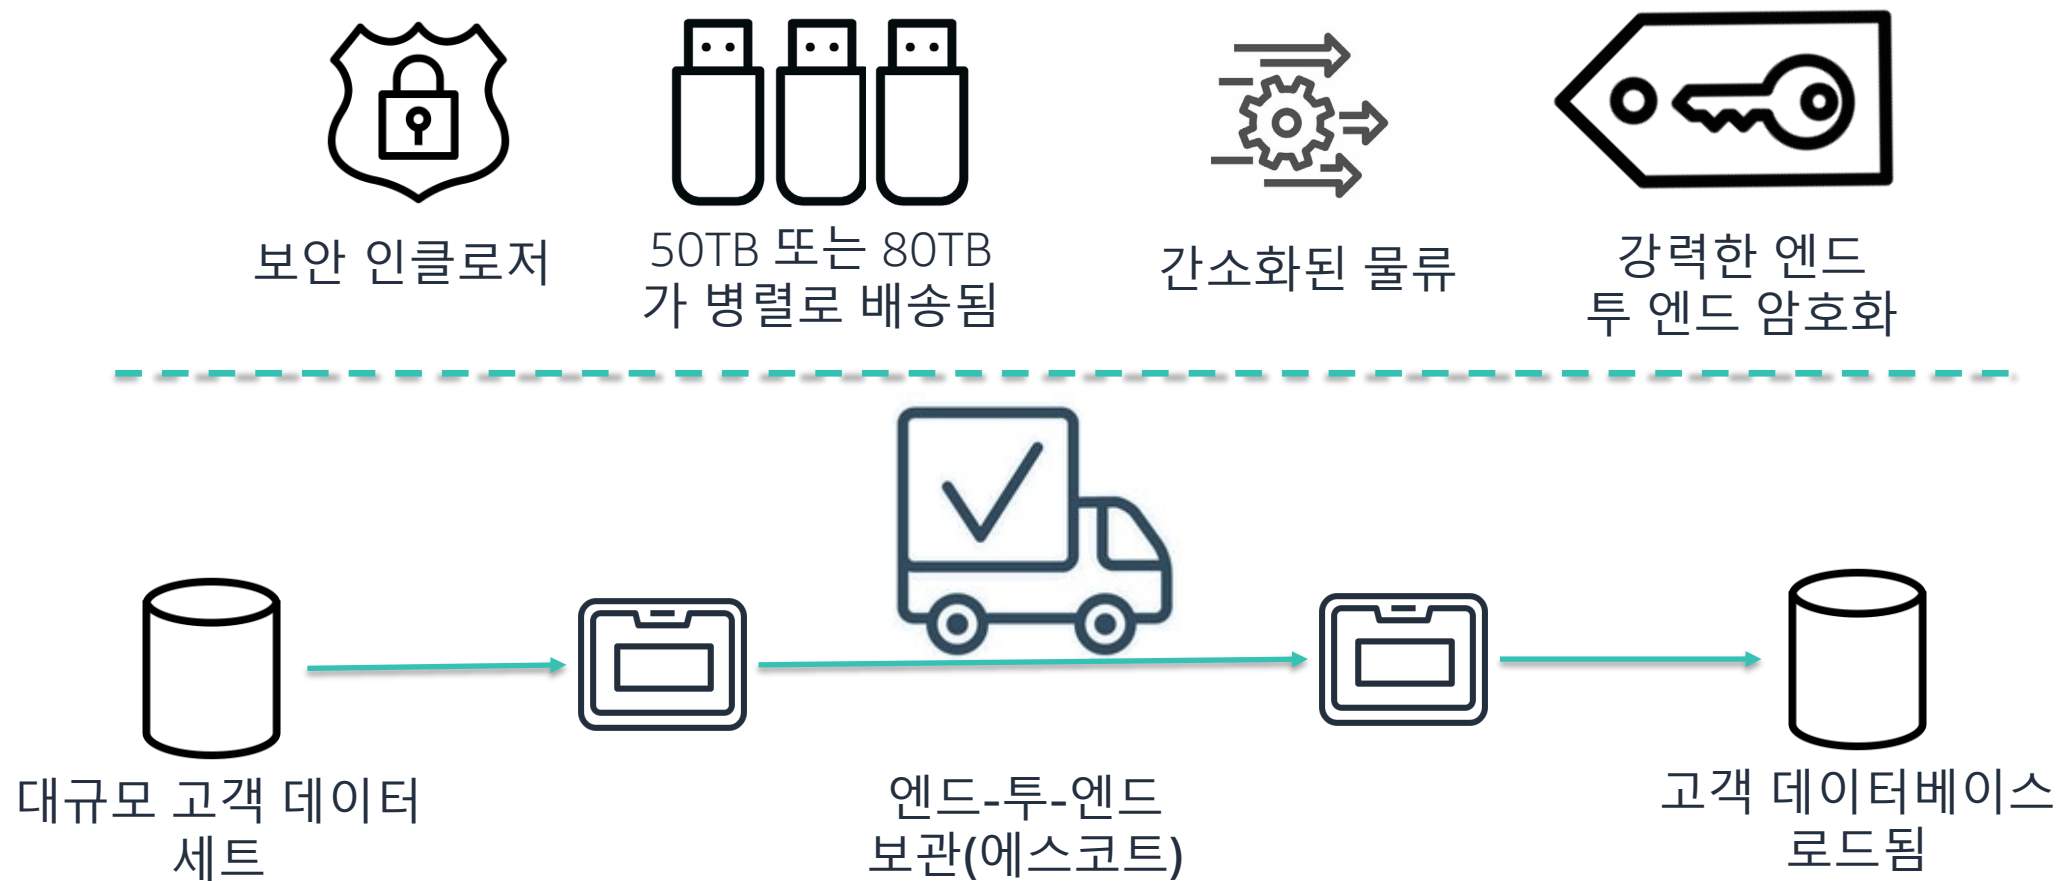 보안 인클로저
50TB 또는 80TB
가 병렬로 배송됨
간소화된 물류
강력한 엔드
투 엔드 암호화
대규모 고객 데이터
세트
엔드-투-엔드
보관(에스코트)
고객 데이터베이스
로드됨